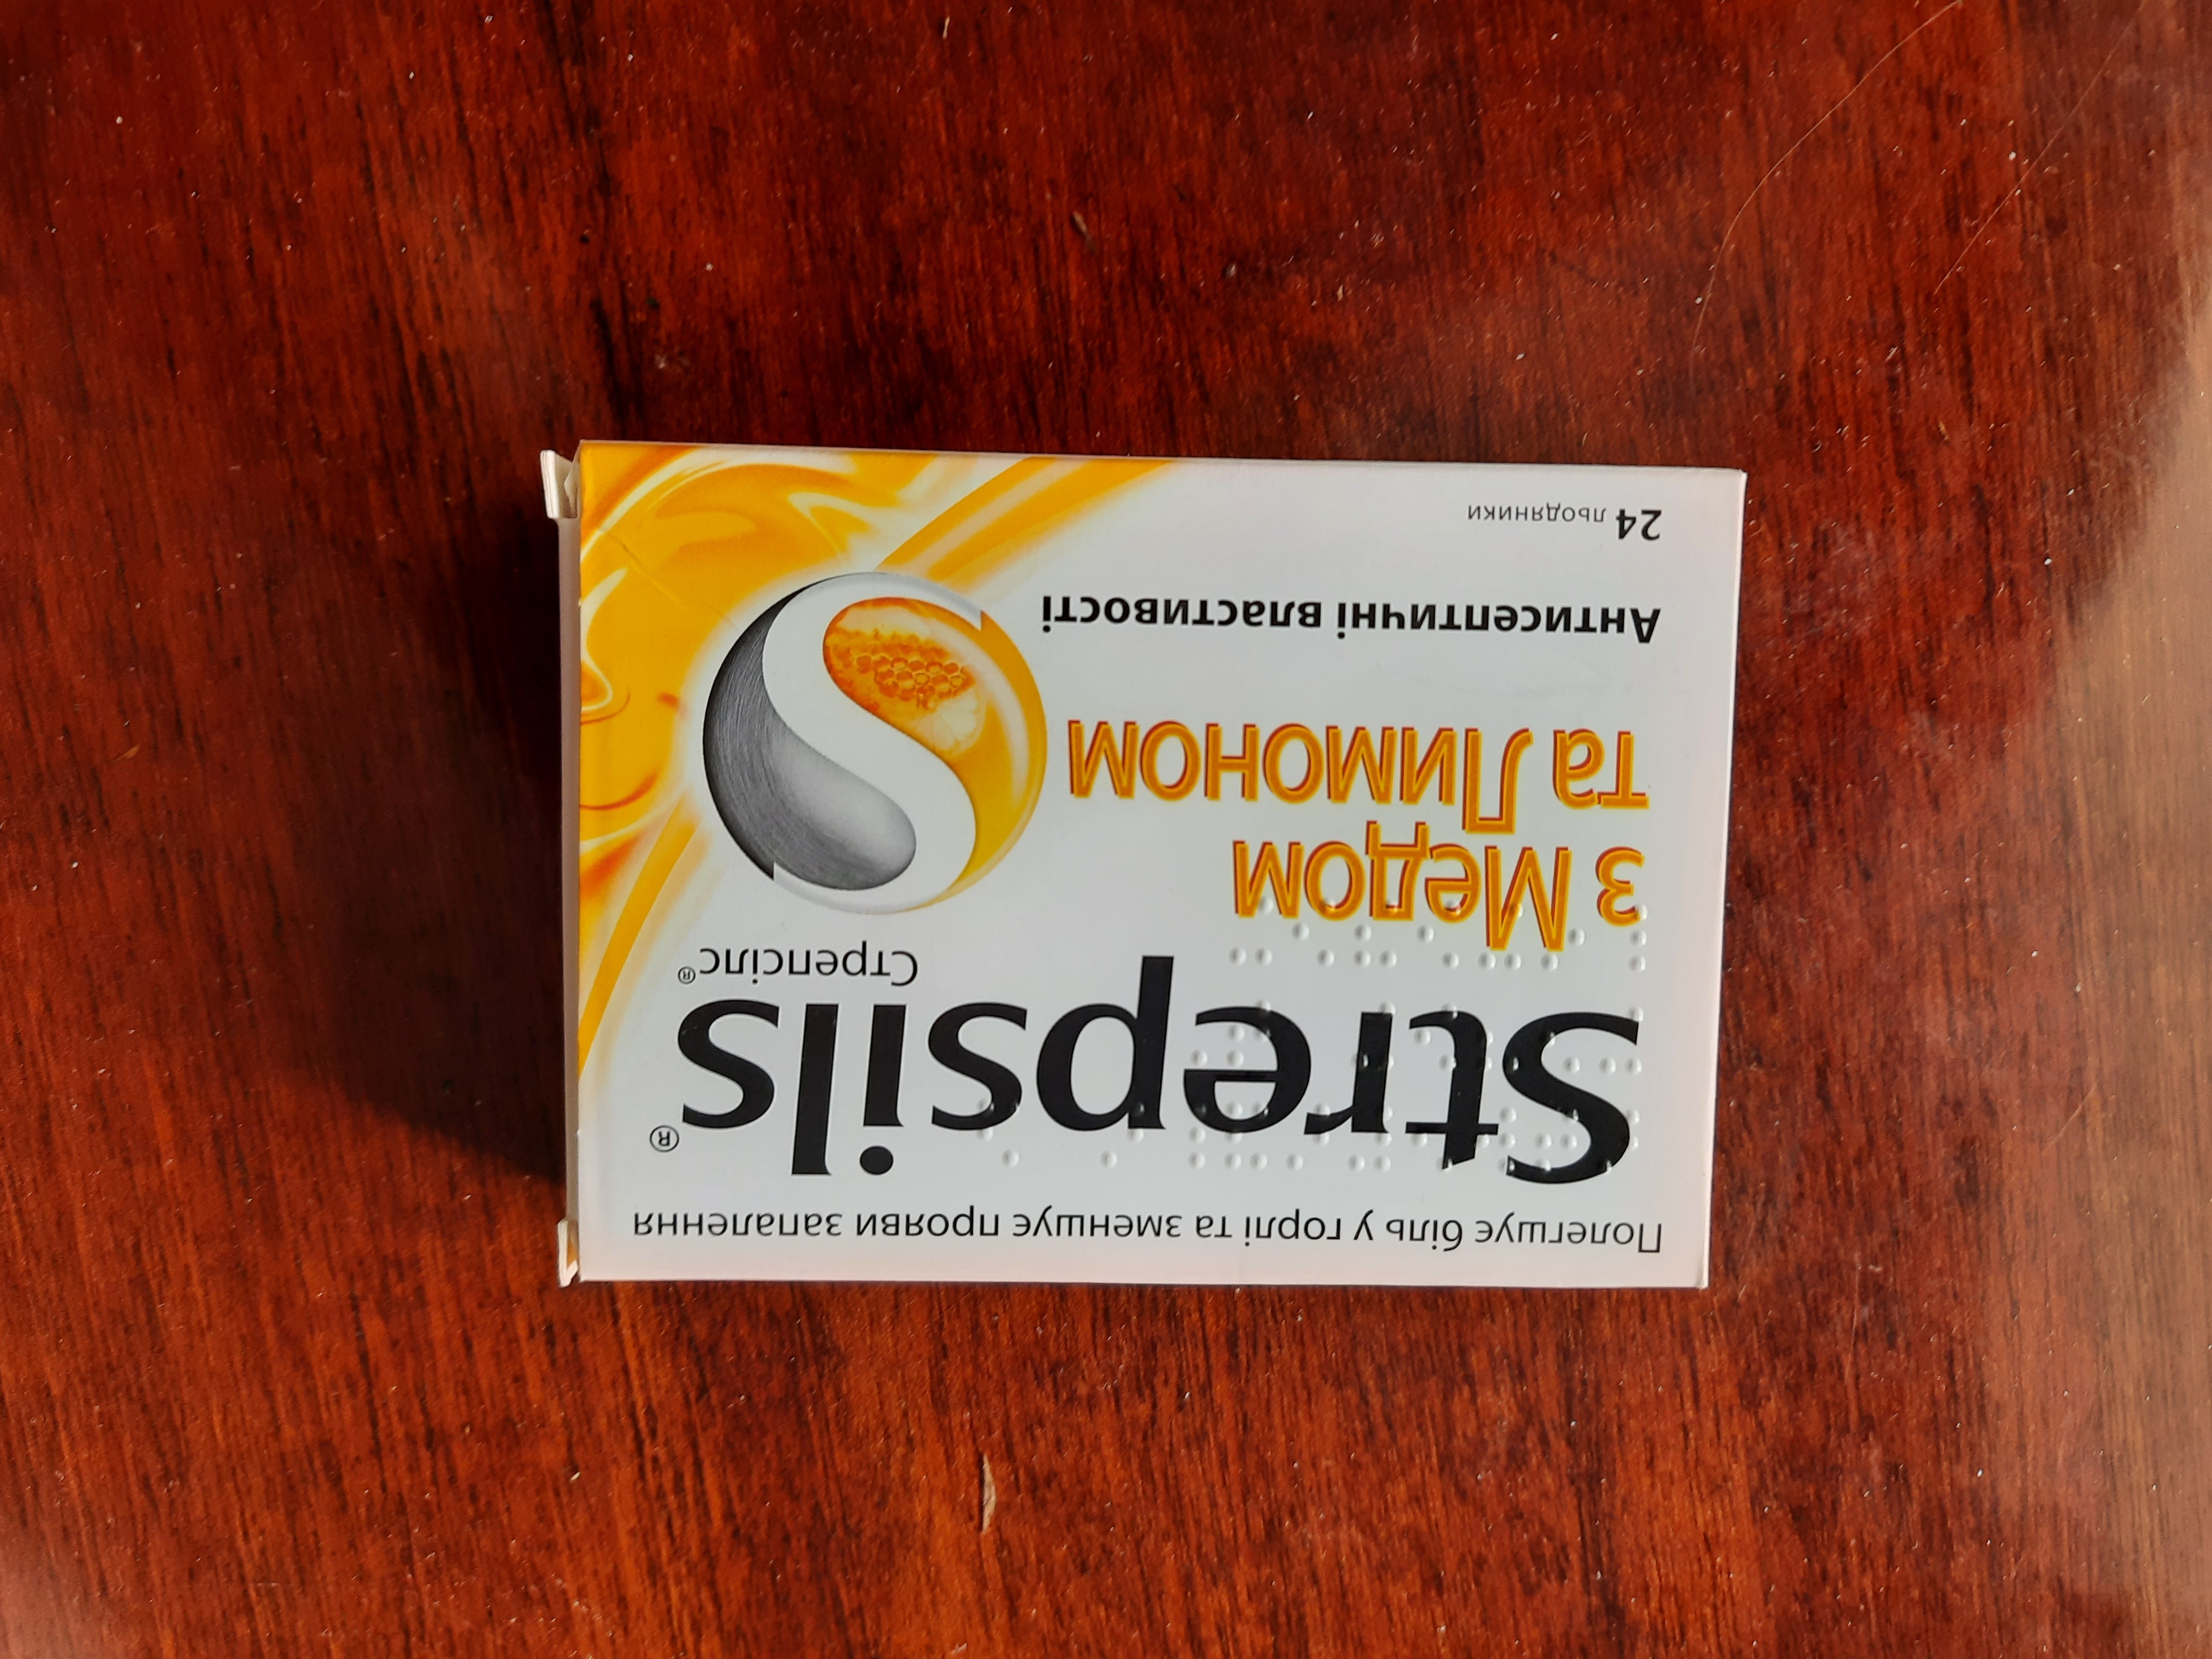 Полегшує біль у горлі та зменшує прояви запалення
Strepsils®
Стрепсілс®
з Медом
та Лимоном
Антисептичні властивості
24 льодяники